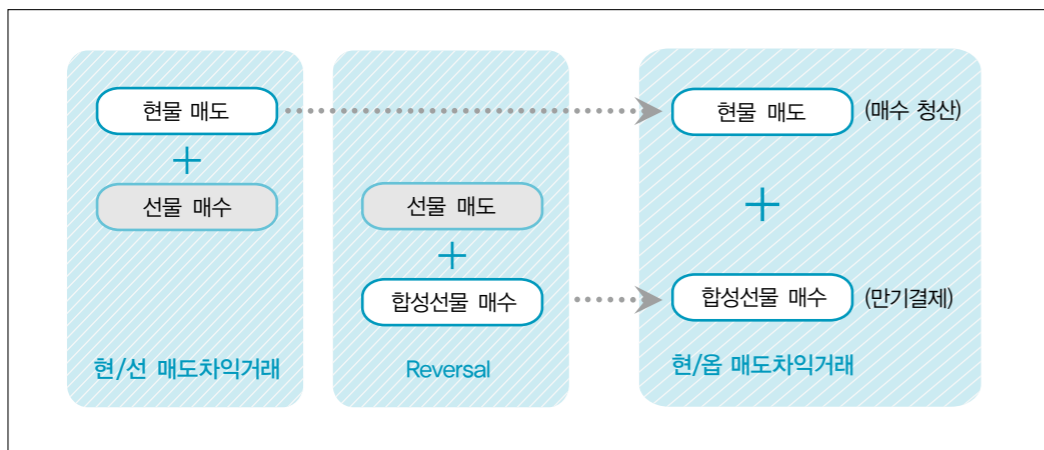 현물 매도
+
선물 매수
현/선 매도차익거래
선물 매도
+
합성선물 매수
Reversal
현물 매도 (매수 청산)
+
합성선물 매수 (만기결제)
현/옵 매도차익거래